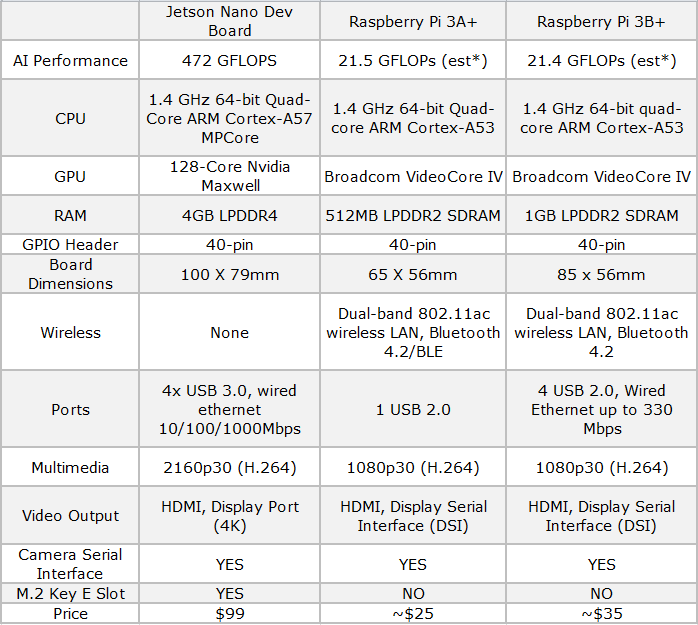 Jetson Nano Dev
Board
Raspberry Pi 3A+
Raspberry Pi 3B+
AI Performance
472 GFLOPS
21.5 GFLOPs (est*)
21.4 GFLOPs (est*)
CPU
1.4 GHz 64-bit Quad-
Core ARM Cortex-A57
MPCore
1.4 GHz 64-bit Quad-
core ARM Cortex-A53
1.4 GHz 64-bit quad-
core ARM Cortex-A53
GPU
128-Core Nvidia
Maxwell
Broadcom VideoCore IV
Broadcom VideoCore IV
RAM
4GB LPDDR4
512MB LPDDR2 SDRAM
1GB LPDDR2 SDRAM
GPIO Header
40-pin
40-pin
40-pin
Board
Dimensions
100 X 79mm
65 X 56mm
85 x 56mm
Wireless
None
Dual-band 802.11ac
wireless LAN, Bluetooth
4.2/BLE
Dual-band 802.11ac
wireless LAN, Bluetooth
4.2
Ports
4x USB 3.0, wired
ethernet
10/100/1000Mbps
1 USB 2.0
4 USB 2.0, Wired
Ethernet up to 330
Mbps
Multimedia
2160p30 (H.264)
1080p30 (H.264)
1080p30 (H.264)
Video Output
HDMI, Display Port
(4K)
HDMI, Display Serial
Interface (DSI)
HDMI, Display Serial
Interface (DSI)
Camera Serial
Interface
YES
YES
YES
M.2 Key E Slot
YES
NO
NO
Price
$99
~$25
~$35